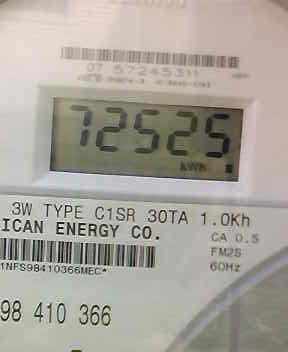 07 57245311
72525
kWh
3W TYPE C1SR 30TA 1.0Kh
ICAN ENERGY CO.
CA 0.5
FM2S
60Hz
1NFS98410366MEC*
98 410 366